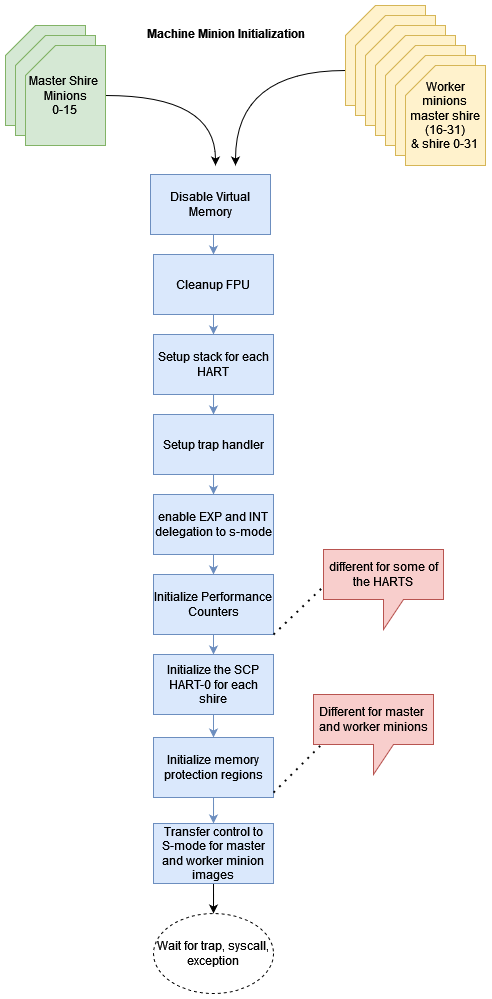 Machine Minion Initialization
Master Shire
Minions
0-15
Worker
minions
master shire
(16-31)
& shire 0-31
Disable Virtual
Memory
Cleanup FPU
Setup stack for each
HART
Setup trap handler
enable EXP and INT
delegation to s-mode
different for some of
the HARTS
Initialize Performance
Counters
Initialize the SCP
HART-0 for each
shire
Different for master
and worker minions
Initialize memory
protection regions
Transfer control to
S-mode for master
and worker minion
images
Wait for trap, syscall,
exception